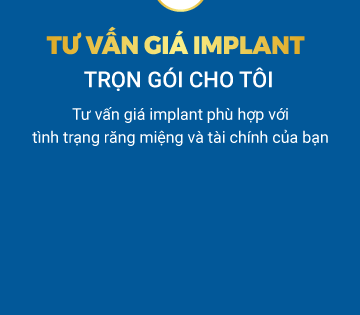 TƯ VẤN GIÁ IMPLANT
TRỌN GÓI CHO TÔI
Tư vấn giá implant phù hợp với
tình trạng răng miệng và tài chính của bạn